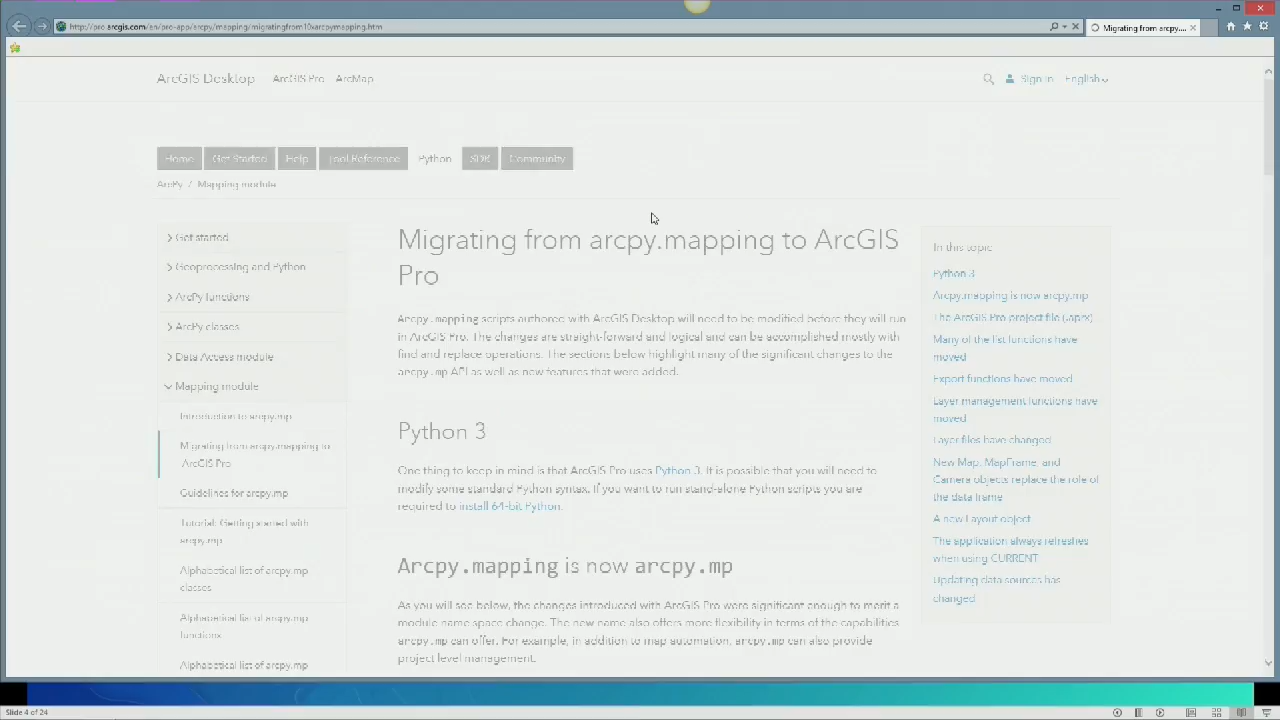 http://pro.arcgis.com/en/pro-app/arcpy/mapping/migratingfrom10xarcpymapping.htm
Migrating from arcpy....
ArcGIS Desktop ArcGIS Pro ArcMap
Sign In English
Home Get Started Help Tool Reference Python SDK Community
ArcPy / Mapping module
Get started
Geoprocessing and Python
ArcPy functions
ArcPy classes
Data Access module
Mapping module
Introduction to arcpy.mp
Migrating from arcpy.mapping to
ArcGIS Pro
Guidelines for arcpy.mp
Tutorial: Getting started with
arcpy.mp
Alphabetical list of arcpy.mp
classes
Alphabetical list of arcpy.mp
functions
Alphabetical list of arcpy.mp
Migrating from arcpy.mapping to ArcGIS
Pro
Arcpy.mapping scripts authored with ArcGIS Desktop will need to be modified before they will run
in ArcGIS Pro. The changes are straight-forward and logical and can be accomplished mostly with
find and replace operations. The sections below highlight many of the significant changes to the
arcpy.mp API as well as new features that were added.
Python 3
One thing to keep in mind is that ArcGIS Pro uses Python 3. It is possible that you will need to
modify some standard Python syntax. If you want to run stand-alone Python scripts you are
required to install 64-bit Python.
Arcpy.mapping is now arcpy.mp
As you will see below, the changes introduced with ArcGIS Pro were significant enough to merit a
module name space change. The new name also offers more flexibility in terms of the capabilities
arcpy.mp can offer. For example, in addition to map automation, arcpy.mp can also provide
project level management.
In this topic
Python 3
Arcpy.mapping is now arcpy.mp
The ArcGIS Pro project file (.aprx)
Many of the list functions have
moved
Export functions have moved
Layer management functions have
moved
Layer files have changed
New Map, MapFrame, and
Camera objects replace the role of
the data frame
A new Layout object
The application always refreshes
when using CURRENT
Updating data sources has
changed
Slide 4 of 24